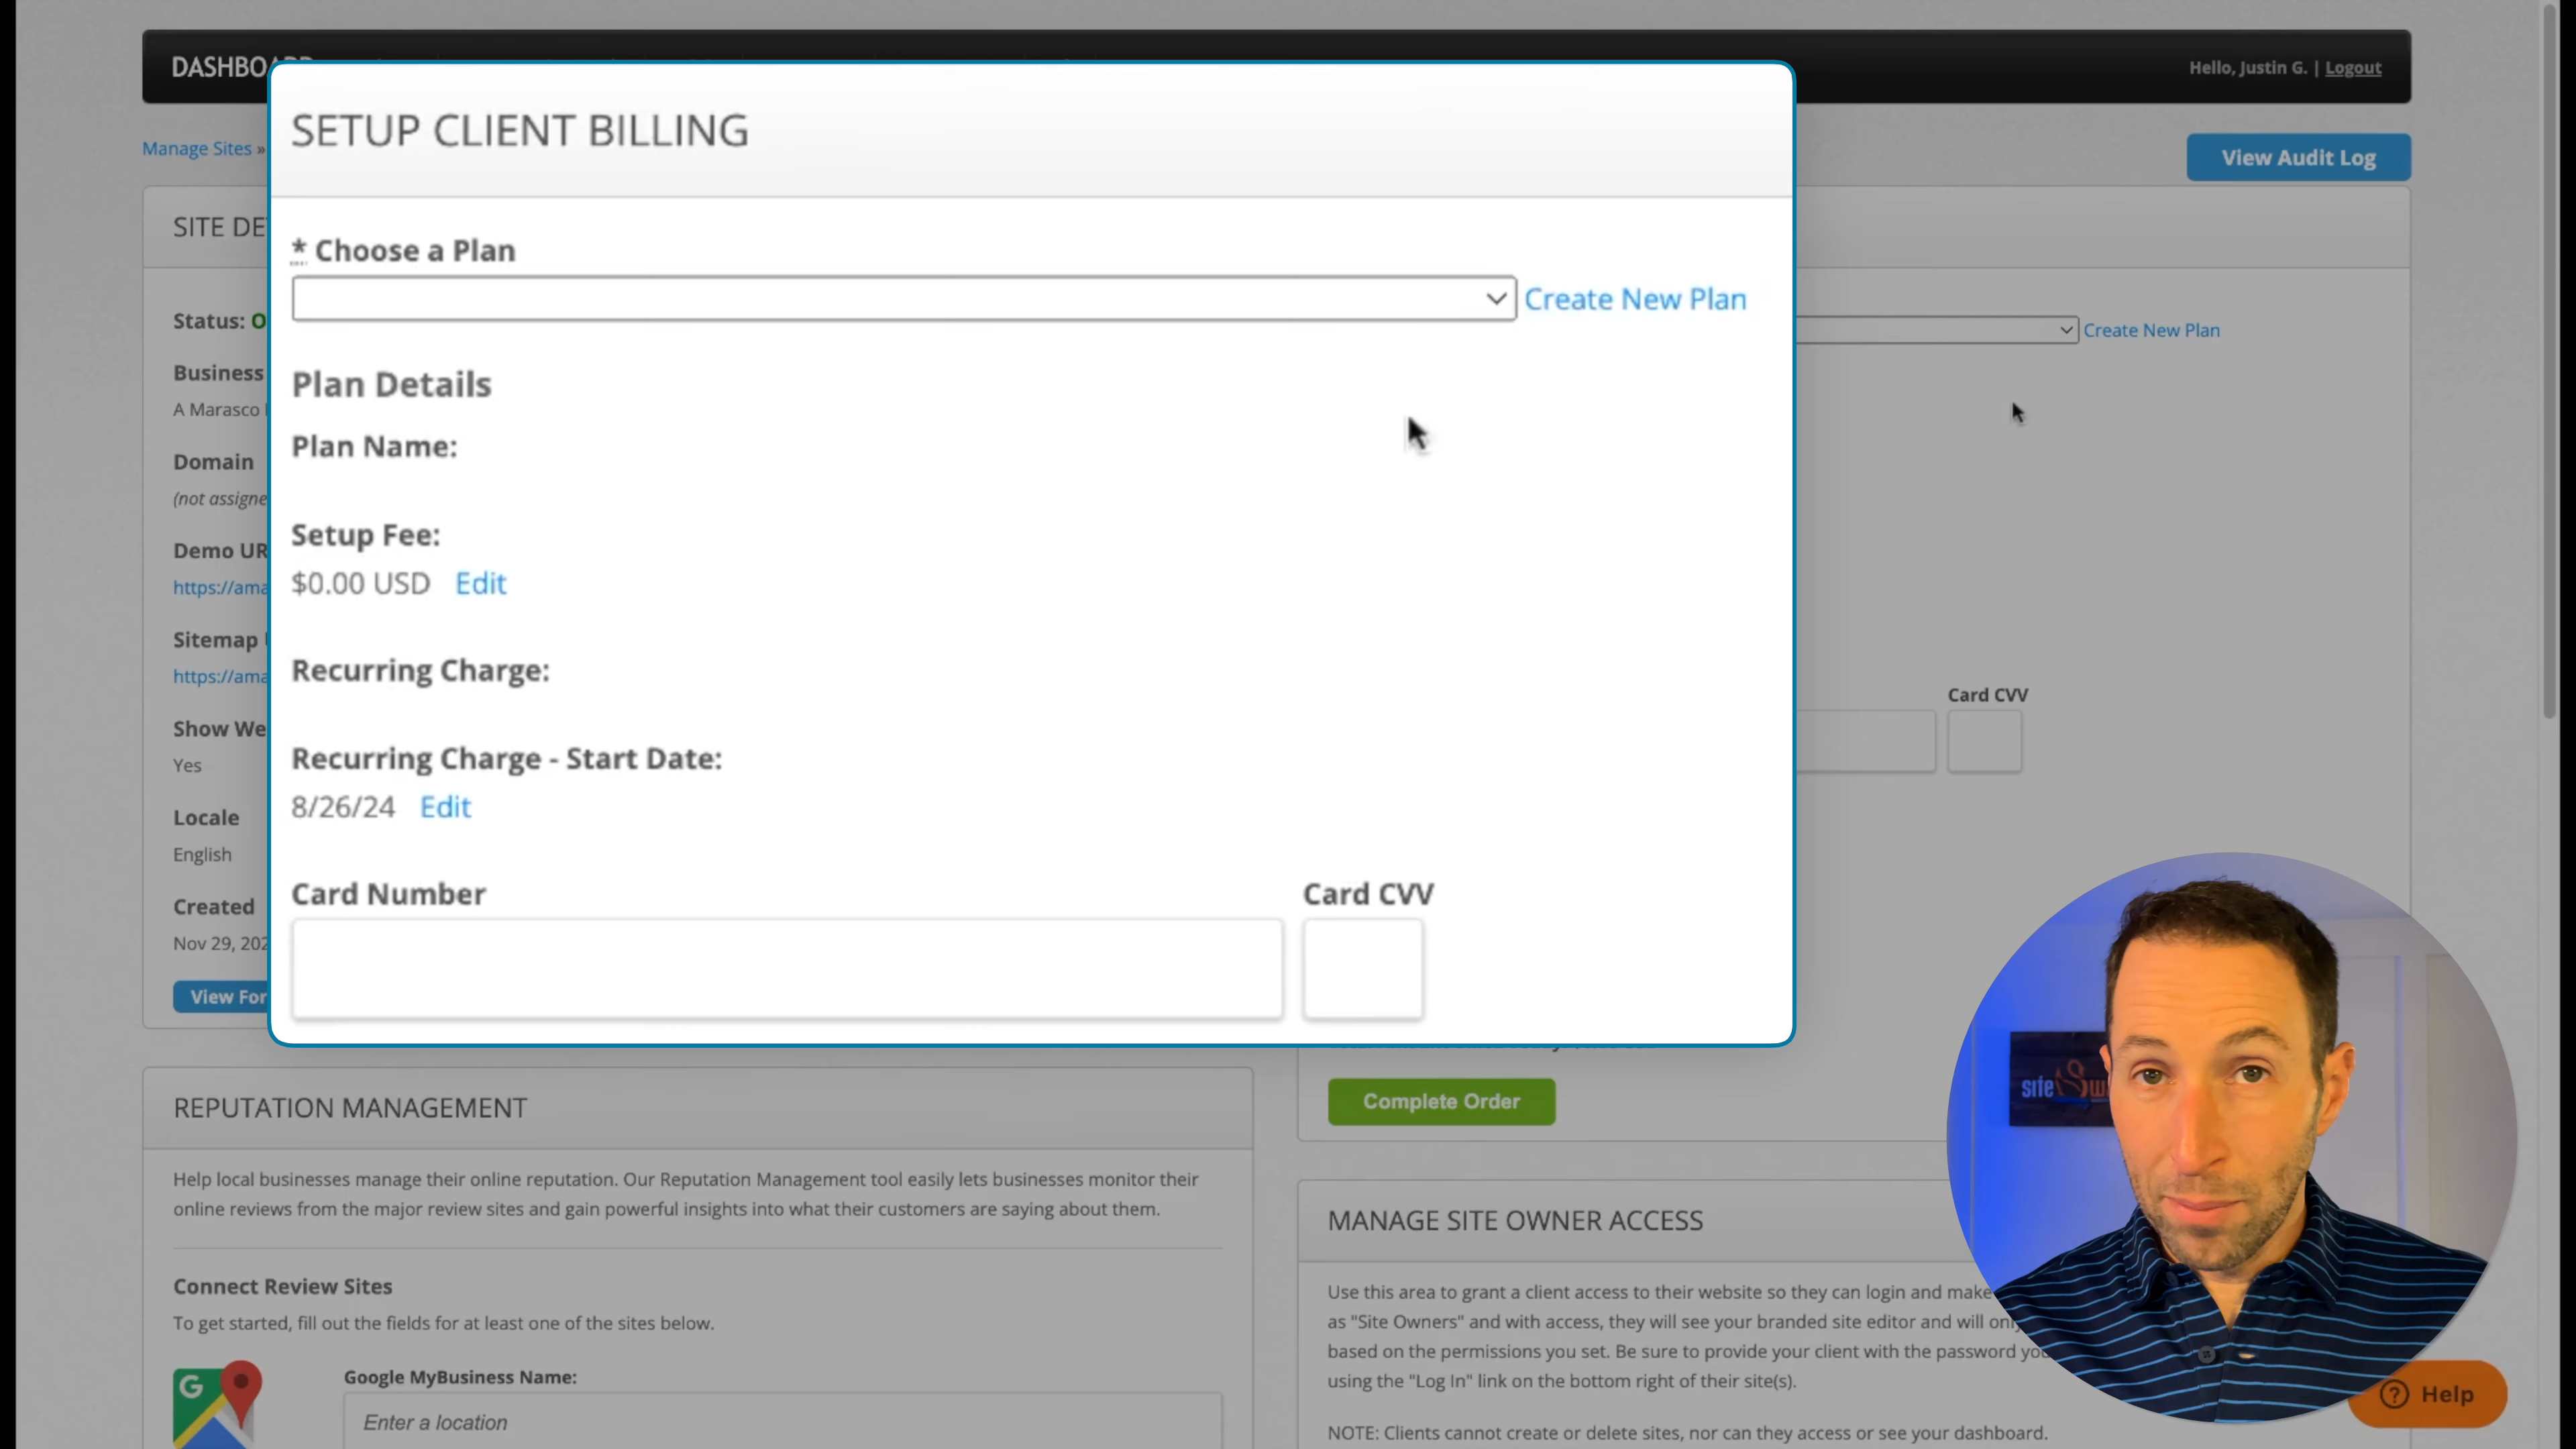 DASHBOARD
Hello, Justin G. | Logout
Manage Sites »
View Audit Log
SITE DE
Status: O
Business
A Marasco
Domain
(not assigne
Demo UR
https://ama
Sitemap
https://ama
Show We
Yes
Locale
English
Created
Nov 29, 202
View For
SETUP CLIENT BILLING
* Choose a Plan
Create New Plan
Plan Details
Plan Name:
Setup Fee:
$0.00 USD Edit
Recurring Charge:
Recurring Charge - Start Date:
8/26/24 Edit
Card Number
Card CVV
Create New Plan
Card CVV
Complete Order
REPUTATION MANAGEMENT
Help local businesses manage their online reputation. Our Reputation Management tool easily lets businesses monitor their
online reviews from the major review sites and gain powerful insights into what their customers are saying about them.
Connect Review Sites
To get started, fill out the fields for at least one of the sites below.
G
Google MyBusiness Name:
Enter a location
MANAGE SITE OWNER ACCESS
Use this area to grant a client access to their website so they can login and make
as "Site Owners" and with access, they will see your branded site editor and will only
based on the permissions you set. Be sure to provide your client with the password you
using the "Log In" link on the bottom right of their site(s).
NOTE: Clients cannot create or delete sites, nor can they access or see your dashboard.
site Sw
Help